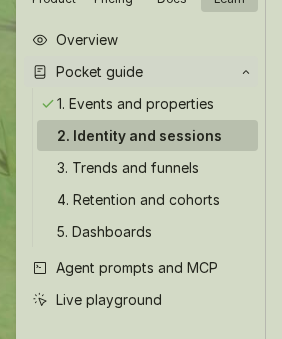 Product Pricing Docs Learn
Overview
Pocket guide
1. Events and properties
2. Identity and sessions
3. Trends and funnels
4. Retention and cohorts
5. Dashboards
Agent prompts and MCP
Live playground